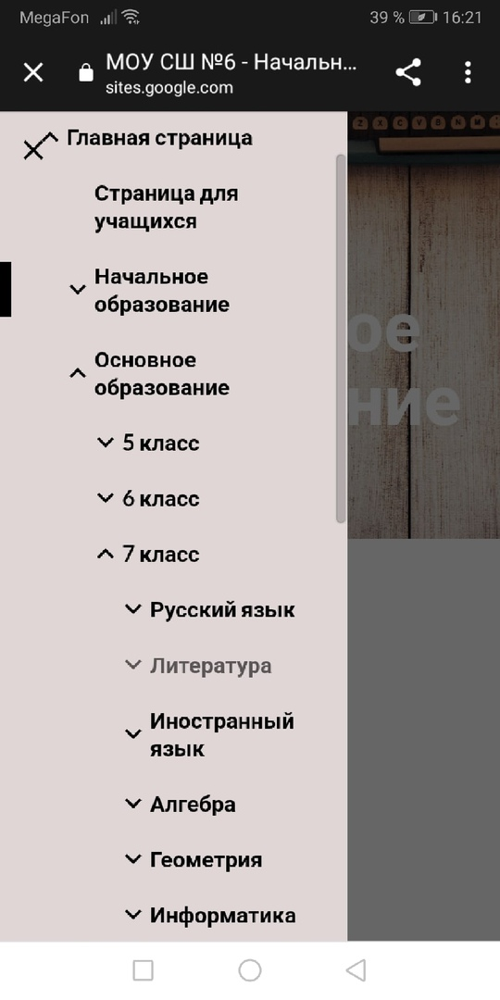 MegaFon
39 %
16:21
МОУ СШ №6 - Начальн...
sites.google.com
Главная страница
Z X C V B N M
Страница для
учащихся
Начальное
образование
ое
ние
Основное
образование
5 класс
6 класс
7 класс
Русский язык
Литература
Иностранный
язык
Алгебра
Геометрия
Информатика